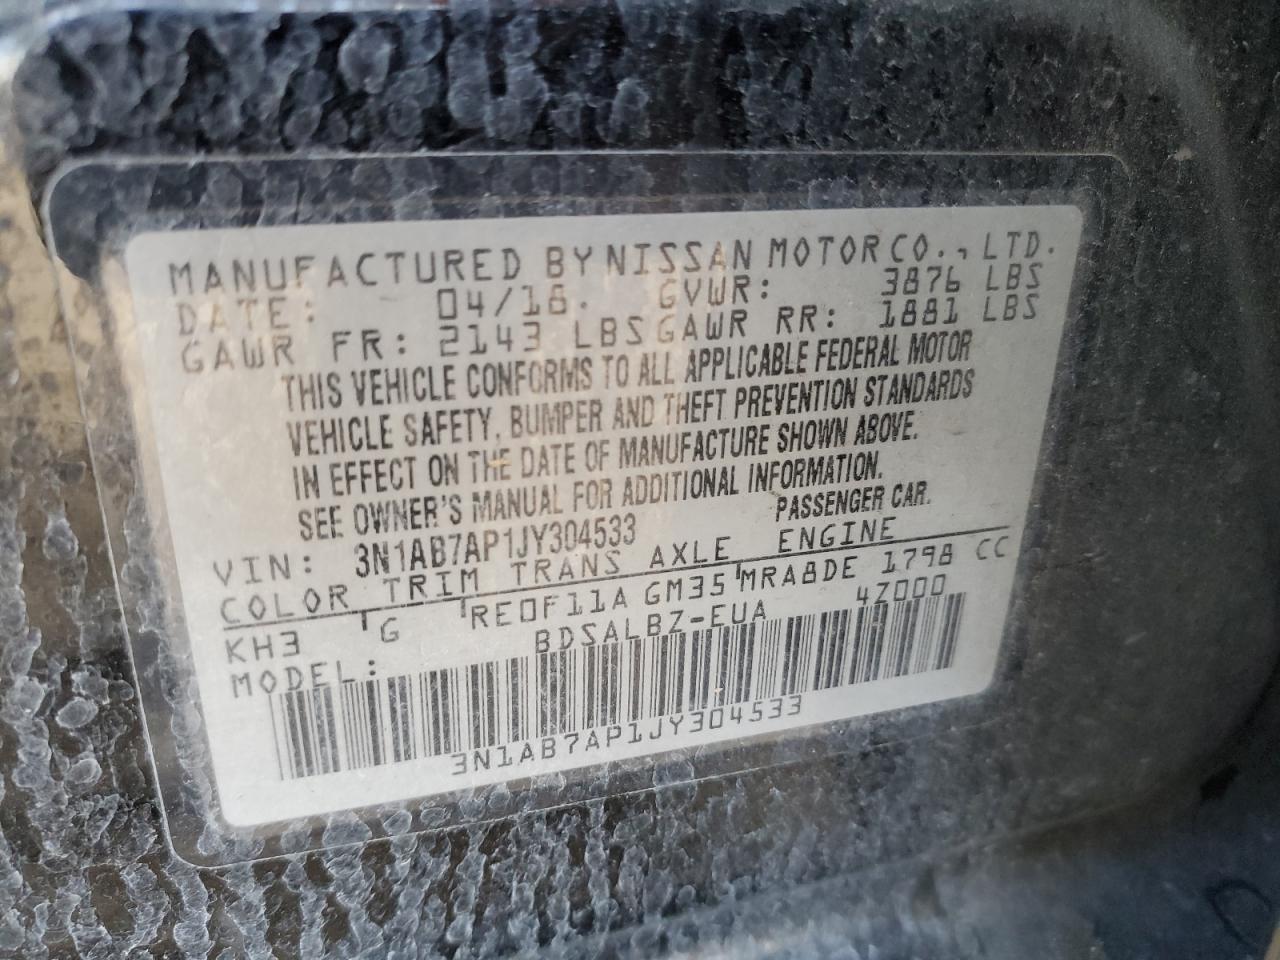 MANUFACTURED BY NISSAN MOTOR CO., LTD.
DATE: 04/18. GVWR: 3876 LBS
GAWR FR: 2143 LBS GAWR RR: 1881 LBS
THIS VEHICLE CONFORMS TO ALL APPLICABLE FEDERAL MOTOR
VEHICLE SAFETY, BUMPER AND THEFT PREVENTION STANDARDS
IN EFFECT ON THE DATE OF MANUFACTURE SHOWN ABOVE.
SEE OWNER'S MANUAL FOR ADDITIONAL INFORMATION.
PASSENGER CAR.
VIN: 3N1AB7AP1JY304533
COLOR TRIM TRANS AXLE ENGINE
KH3 G RE0F11A GM35 MRA8DE 1798 CC
MODEL: BDSALBZ-EUA 47000
3N1AB7AP1JY304533